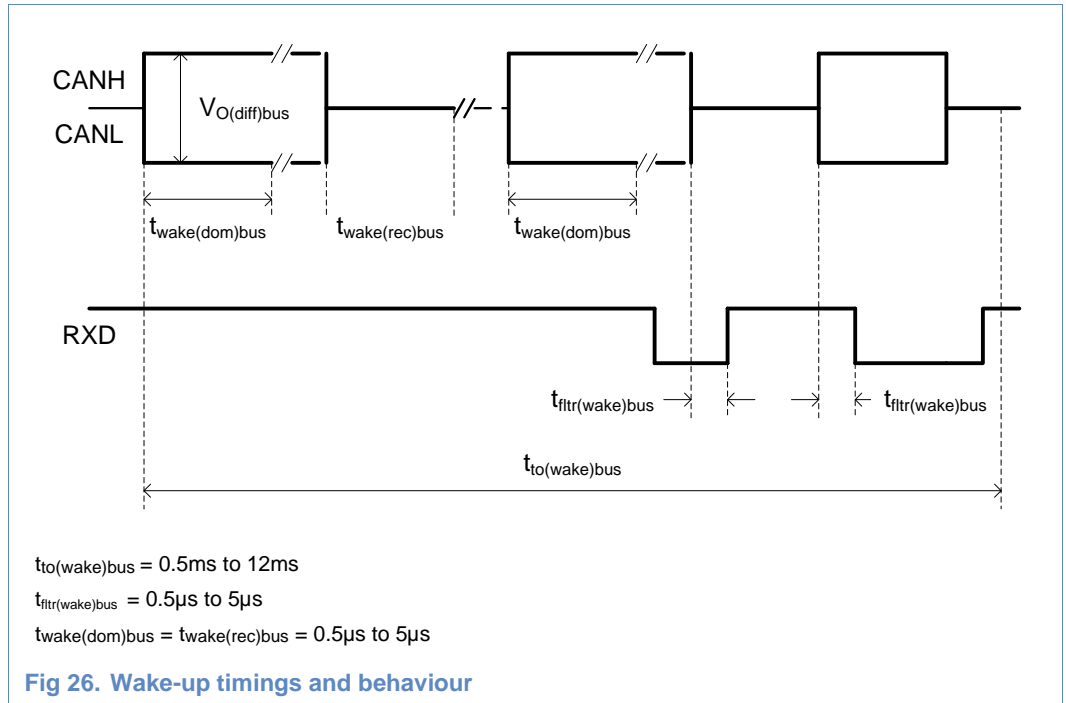 CANH
CANL
VO(diff)bus
twake(dom)bus
twake(rec)bus
twake(dom)bus
RXD
tfltr(wake)bus
tfltr(wake)bus
tto(wake)bus
tto(wake)bus = 0.5ms to 12ms
tfltr(wake)bus = 0.5µs to 5µs
twake(dom)bus = twake(rec)bus = 0.5µs to 5µs
Fig 26. Wake-up timings and behaviour